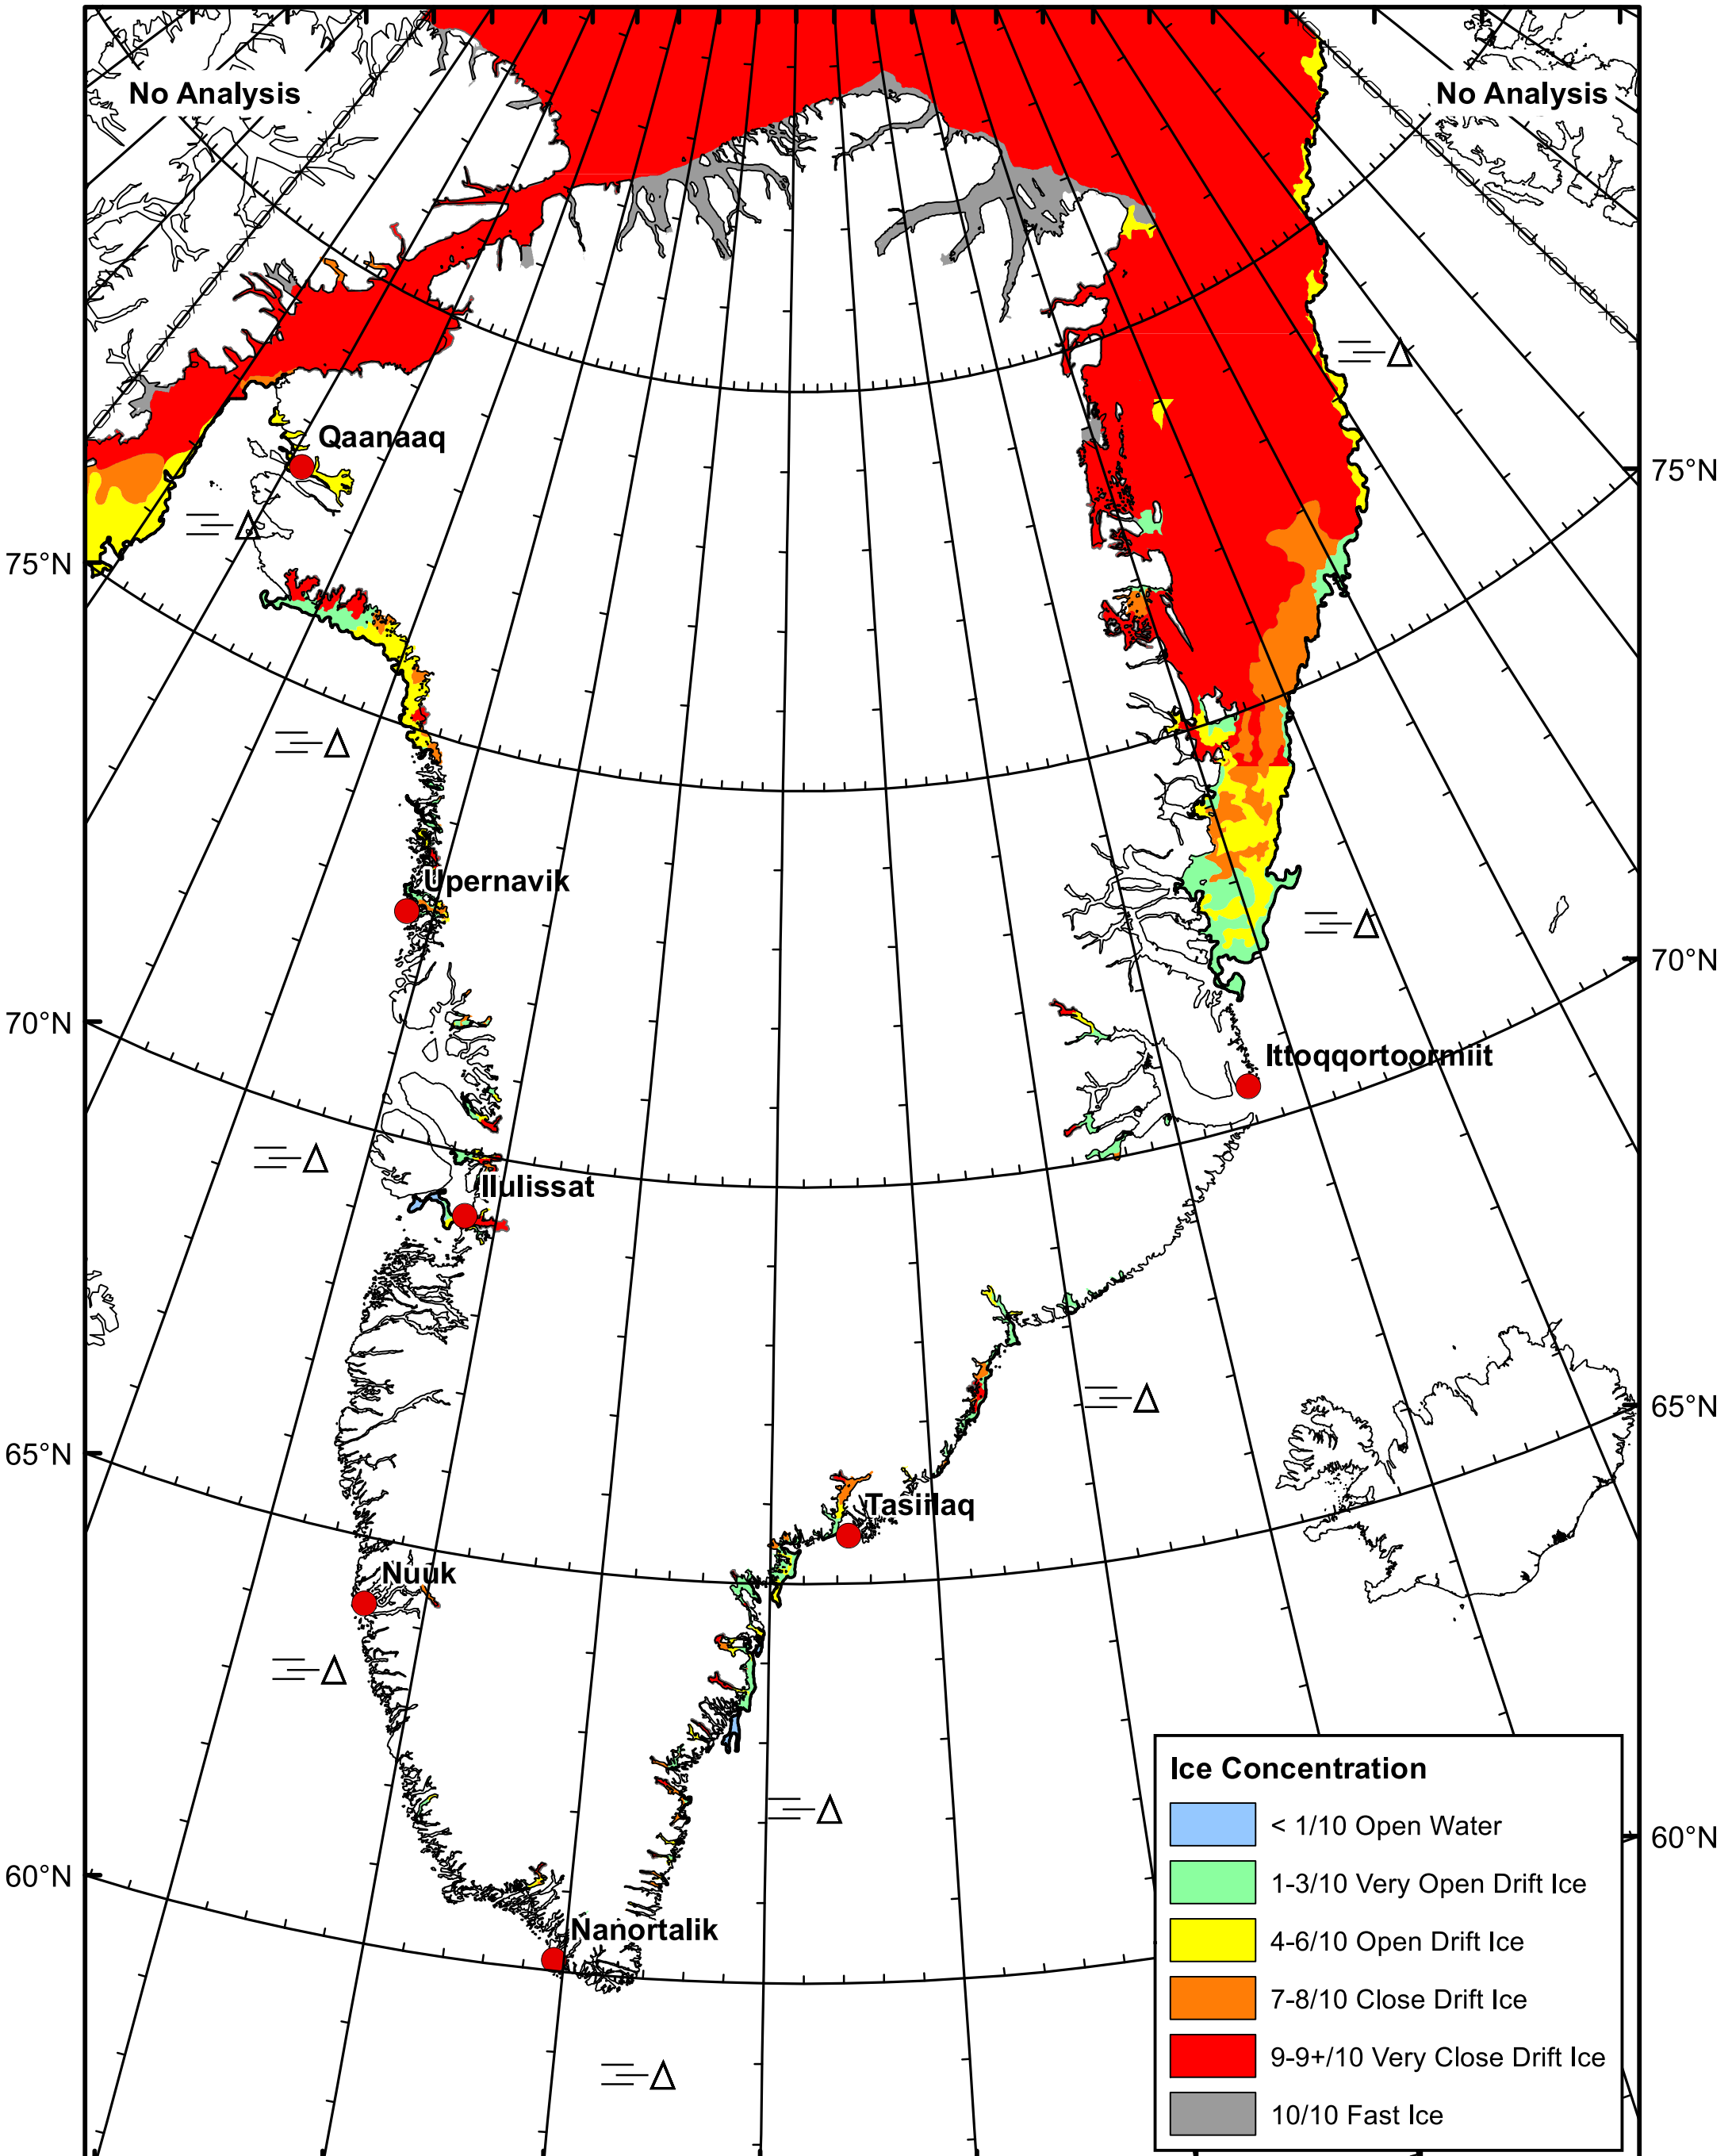 No Analysis
No Analysis
Qaanaaq
75°N
75°N
Upernavik
70°N
70°N
Ittoqqortoormiit
Ilulissat
65°N
65°N
Tasiilaq
Nuuk
60°N
60°N
Nanortalik
Ice Concentration
< 1/10 Open Water
1-3/10 Very Open Drift Ice
4-6/10 Open Drift Ice
7-8/10 Close Drift Ice
9-9+/10 Very Close Drift Ice
10/10 Fast Ice